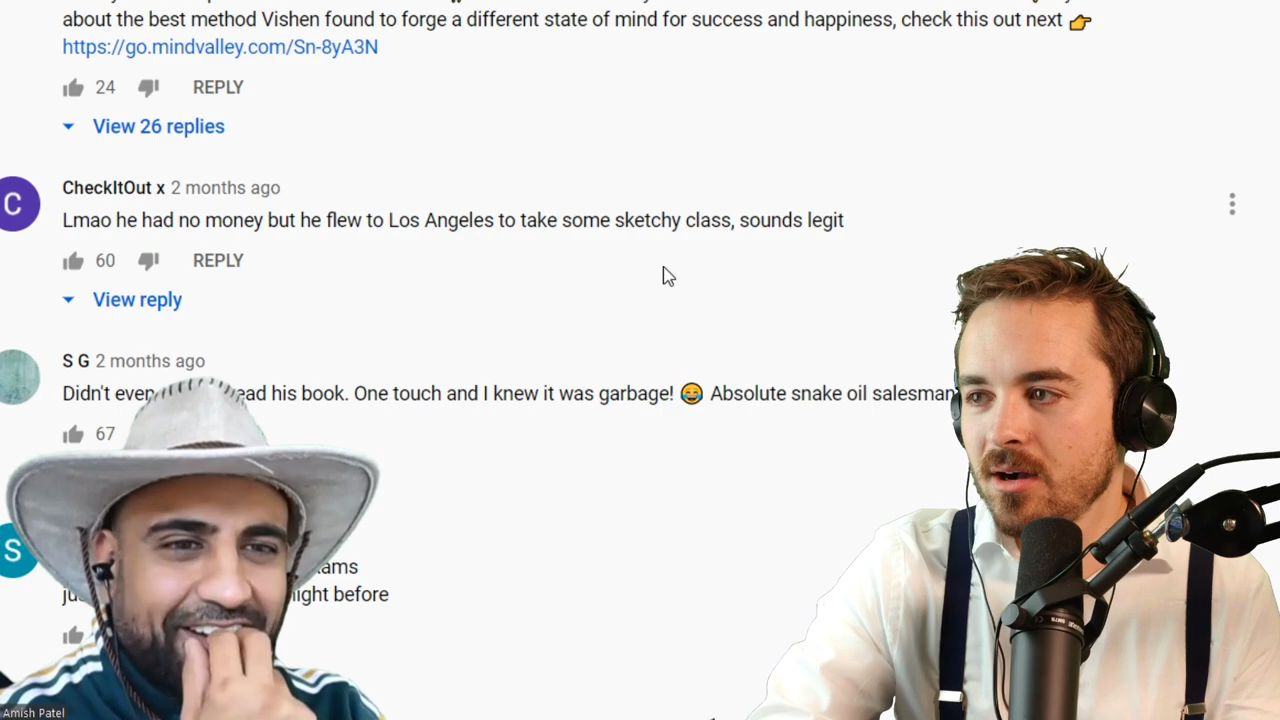 about the best method Vishen found to forge a different state of mind for success and happiness, check this out next 👉
https://go.mindvalley.com/Sn-8yA3N
24 REPLY
View 26 replies
C
CheckItOut x 2 months ago
Lmao he had no money but he flew to Los Angeles to take some sketchy class, sounds legit
60 REPLY
View reply
S G 2 months ago
Didn't even ead his book. One touch and I knew it was garbage! 😂 Absolute snake oil salesman
67
S
ams
ju ight before
Amish Patel